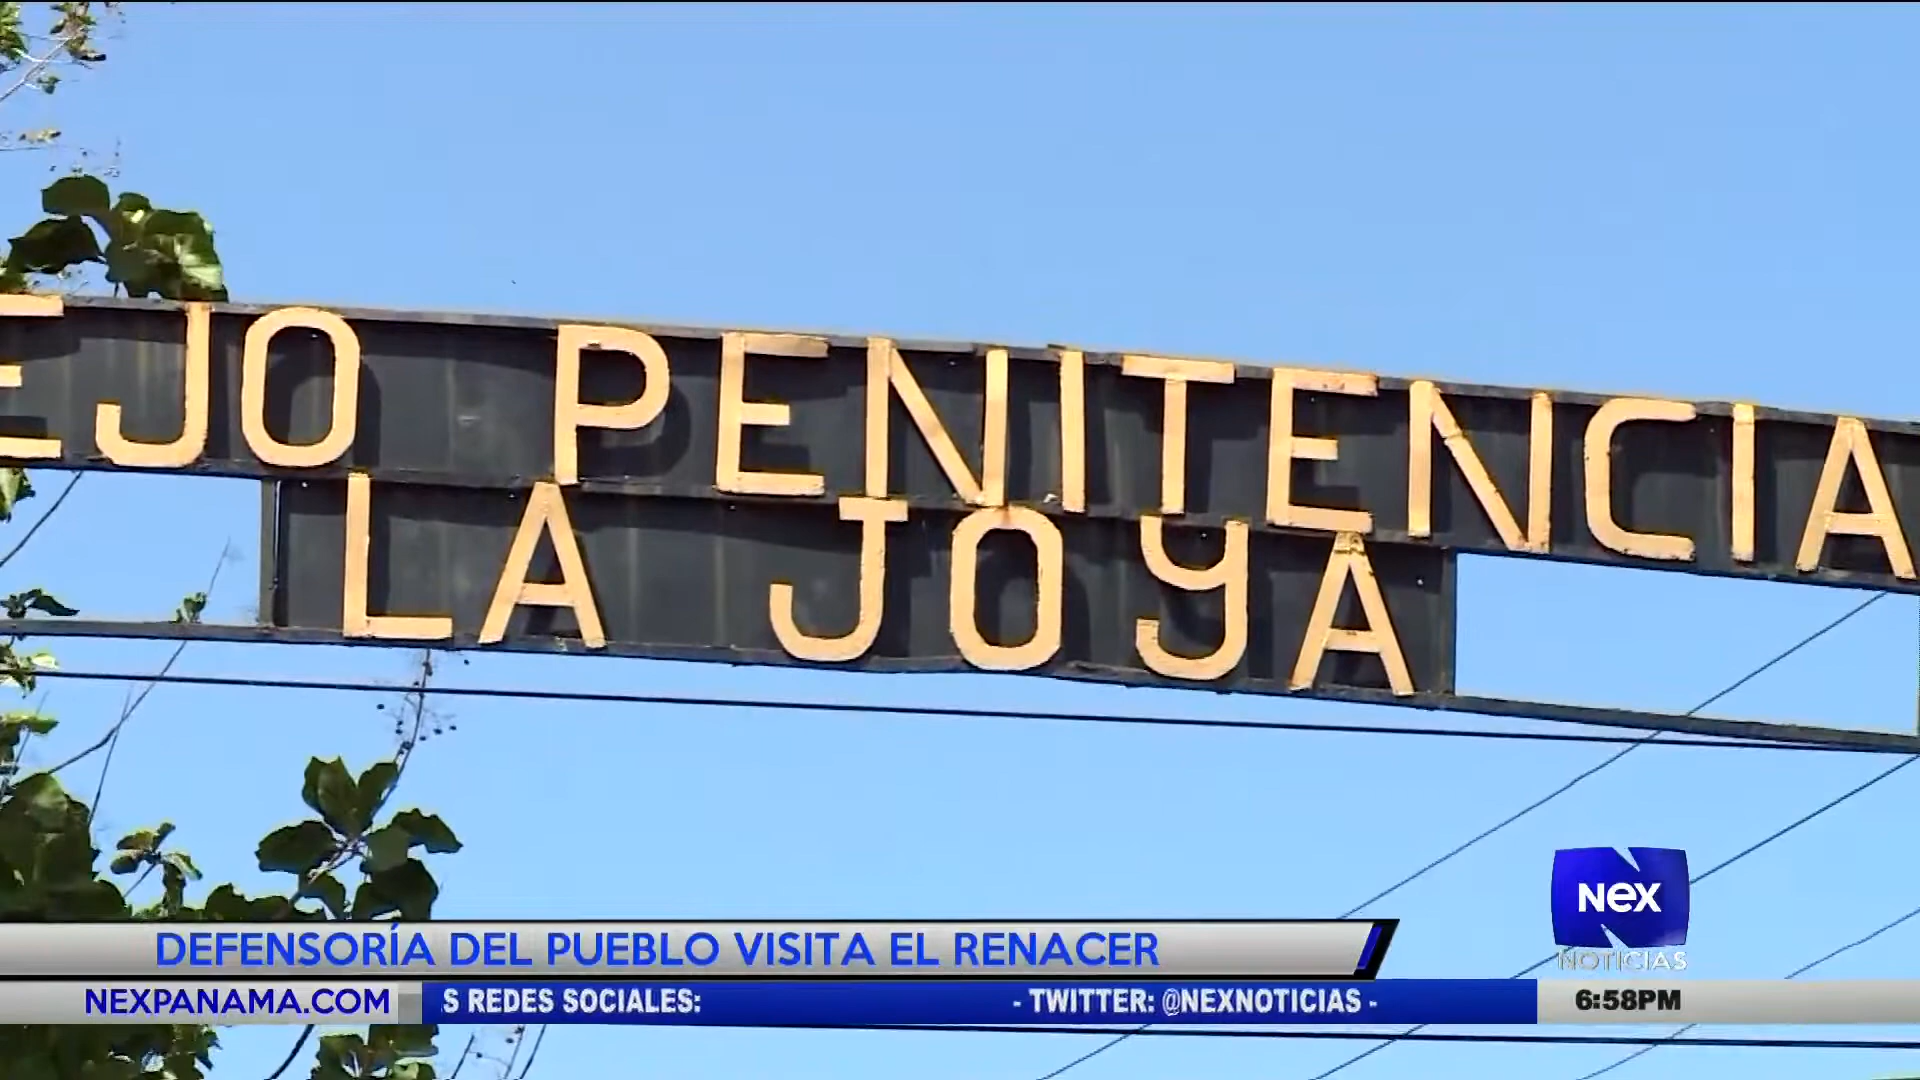 EJO PENITENCIA
LA JOYA
NEX
NOTICIAS
DEFENSORÍA DEL PUEBLO VISITA EL RENACER
NEXPANAMA.COM
S REDES SOCIALES: - TWITTER: @NEXNOTICIAS -
6:58PM